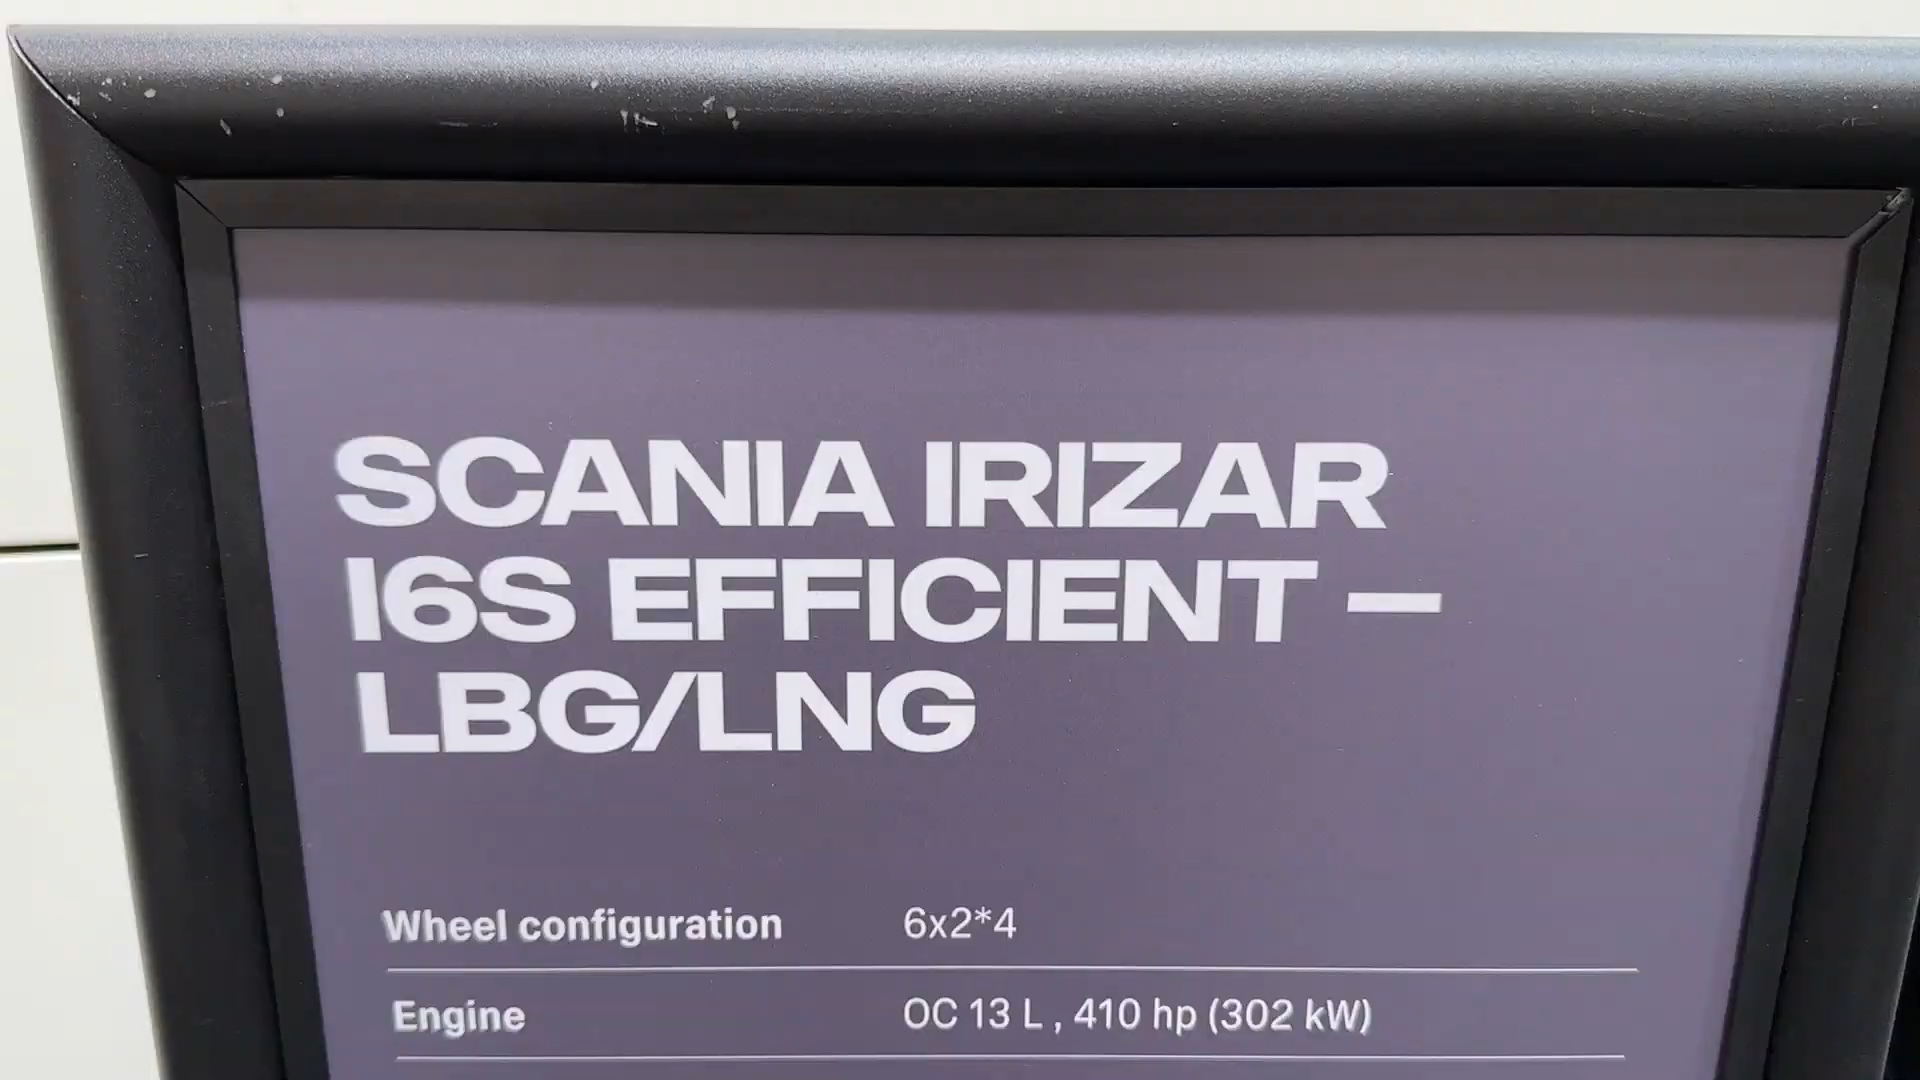 SCANIA IRIZAR
I6S EFFICIENT –
LBG/LNG
Wheel configuration 6x2*4
Engine OC 13 L , 410 hp (302 kW)